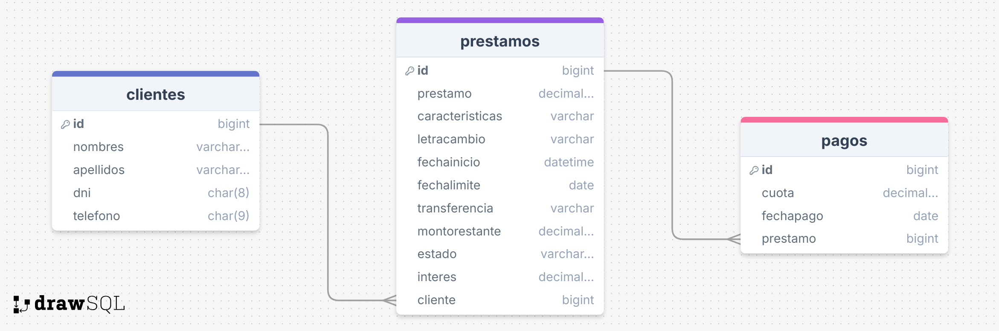 clientes
id bigint
nombres varchar...
apellidos varchar...
dni char(8)
telefono char(9)
prestamos
id bigint
prestamo decimal...
caracteristicas varchar
letracambio varchar
fechainicio datetime
fechalimite date
transferencia varchar
montorestante decimal...
estado varchar...
interes decimal...
cliente bigint
pagos
id bigint
cuota decimal...
fechapago date
prestamo bigint
drawSQL